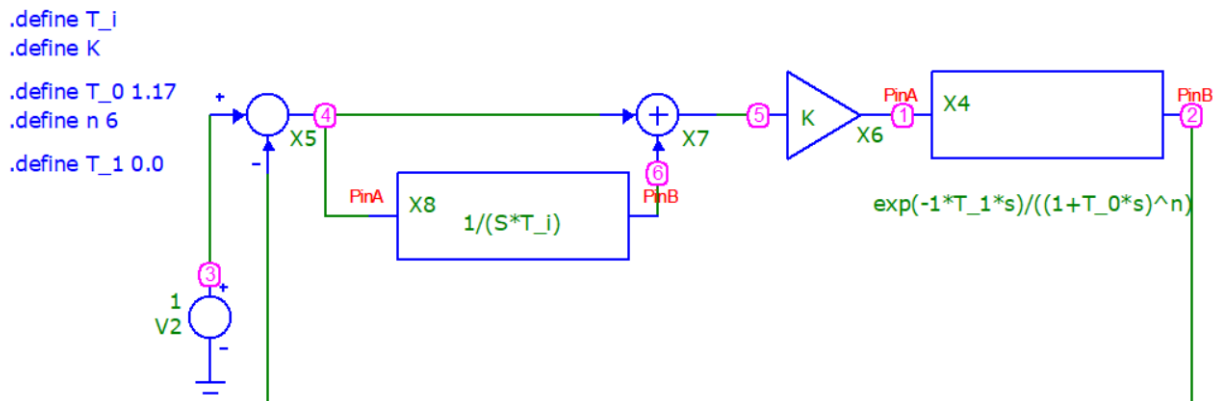 .define T_i
.define K
.define T_0 1.17
.define n 6
.define T_1 0.0
+
-
X5
4
+
X7
5
K
X6
PinA
1
X4
PinB
2
exp(-1*T_1*s)/((1+T_0*s)^n)
PinA
X8
1/(S*T_i)
6
PinB
3
+
1
V2
-